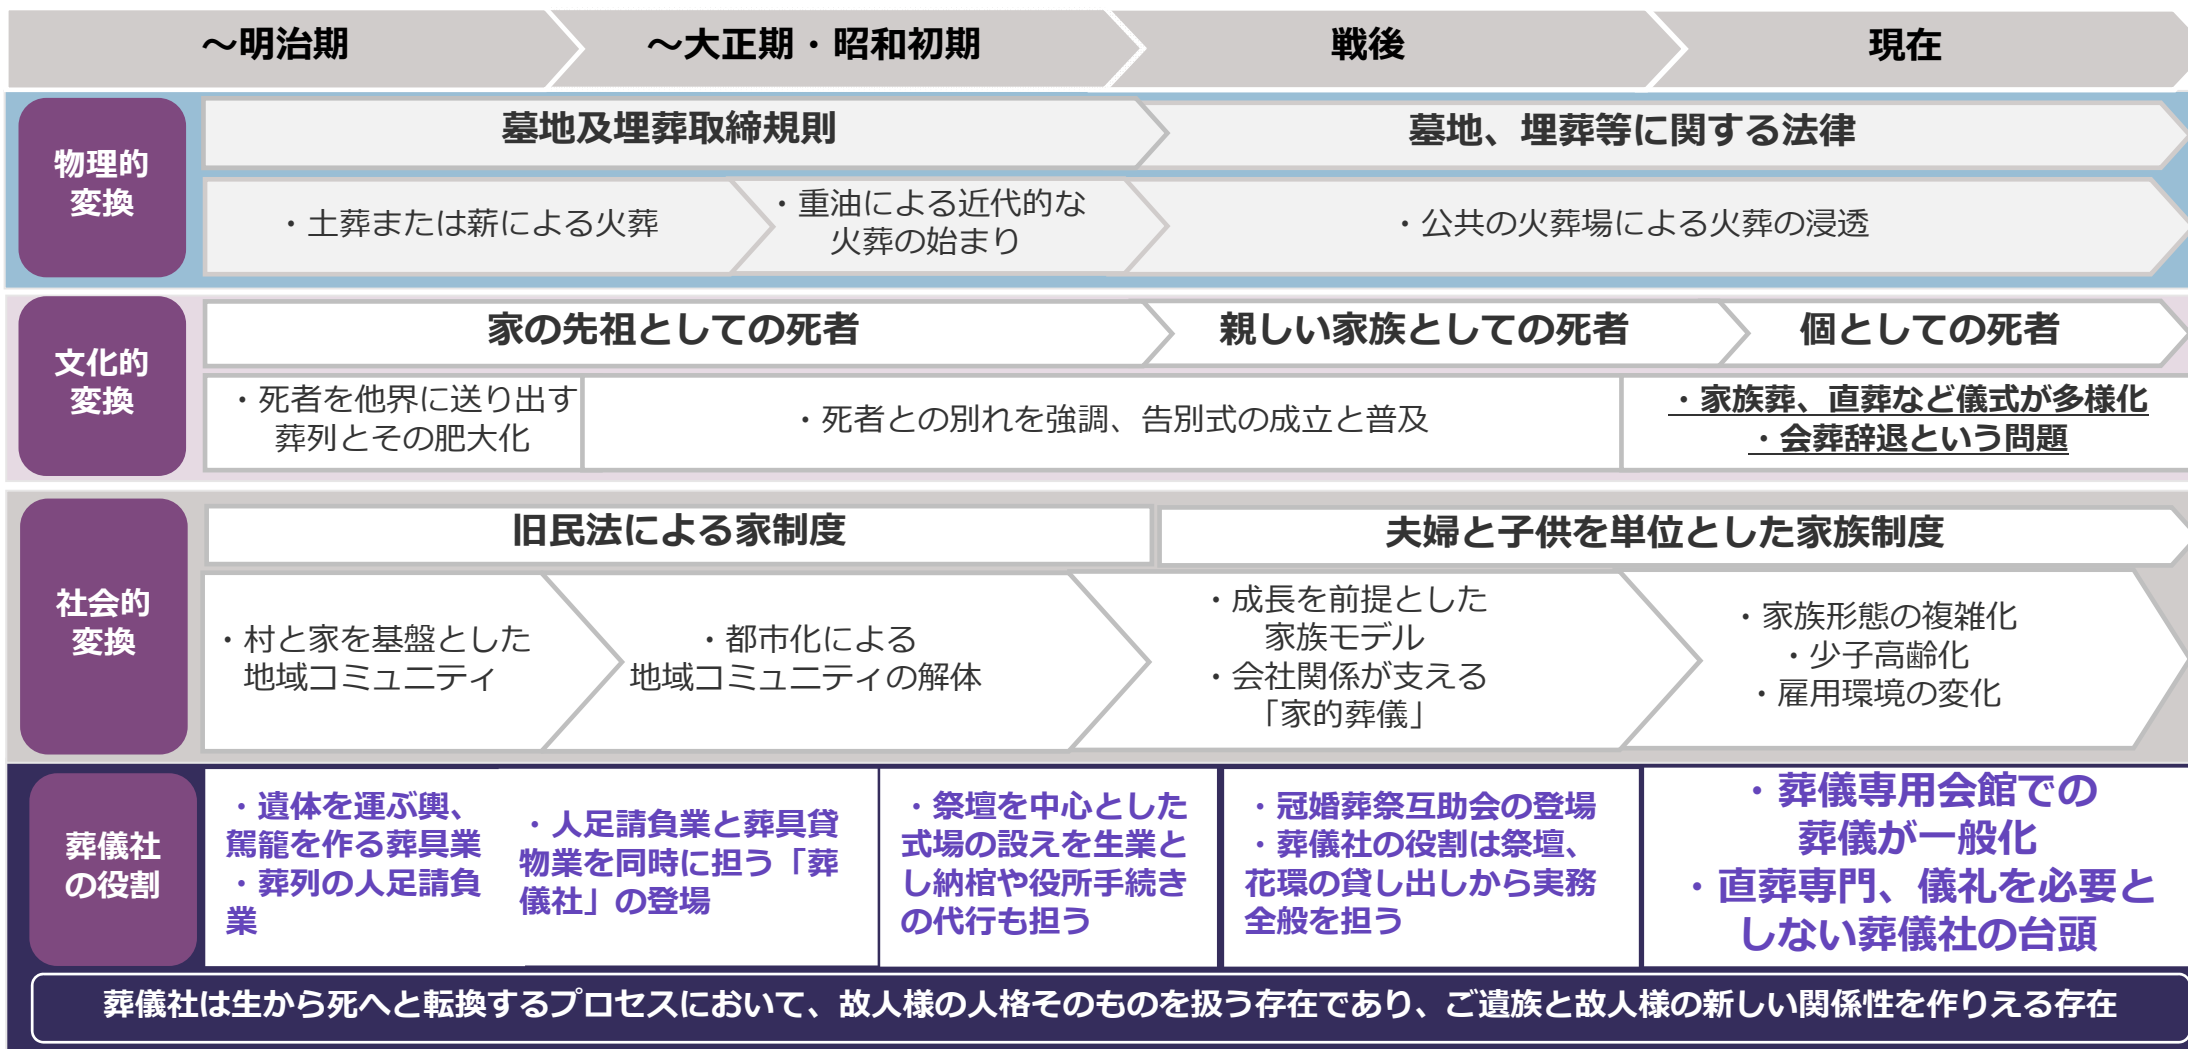 ～明治期
～大正期・昭和初期
戦後
現在
物理的
変換
墓地及埋葬取締規則
墓地、埋葬等に関する法律
・土葬または薪による火葬
・重油による近代的な
火葬の始まり
・公共の火葬場による火葬の浸透
文化的
変換
家の先祖としての死者
親しい家族としての死者
個としての死者
・死者を他界に送り出す
葬列とその肥大化
・死者との別れを強調、告別式の成立と普及
・家族葬、直葬など儀式が多様化
・会葬辞退という問題
社会的
変換
旧民法による家制度
夫婦と子供を単位とした家族制度
・村と家を基盤とした
地域コミュニティ
・都市化による
地域コミュニティの解体
・成長を前提とした
家族モデル
・会社関係が支える
「家的葬儀」
・家族形態の複雑化
・少子高齢化
・雇用環境の変化
葬儀社
の役割
・遺体を運ぶ輿、
駕籠を作る葬具業
・葬列の人足請負
業
・人足請負業と葬具貸
物業を同時に担う「葬
儀社」の登場
・祭壇を中心とした
式場の設えを生業と
し納棺や役所手続き
の代行も担う
・冠婚葬祭互助会の登場
・葬儀社の役割は祭壇、
花環の貸し出しから実務
全般を担う
・葬儀専用会館での
葬儀が一般化
・直葬専門、儀礼を必要と
しない葬儀社の台頭
葬儀社は生から死へと転換するプロセスにおいて、故人様の人格そのものを扱う存在であり、ご遺族と故人様の新しい関係性を作りえる存在